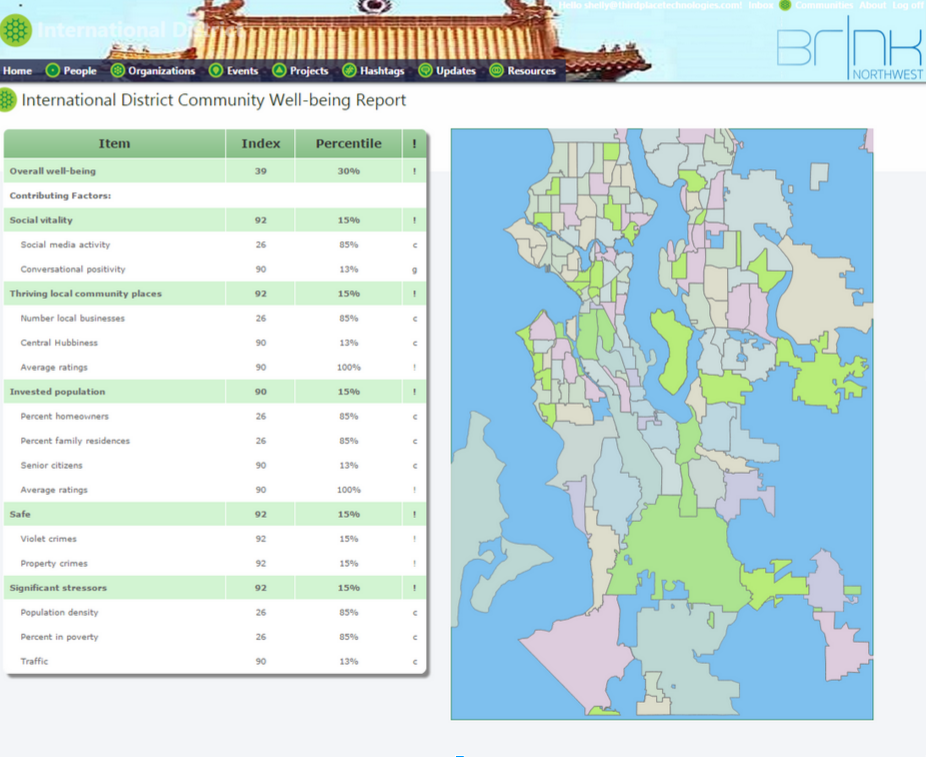 Hello shelly@thirdplacetechnologies.com! Inbox Communities About Log off
International District
BRINK
NORTHWEST
Home People Organizations Events Projects Hashtags Updates Resources
International District Community Well-being Report
Item Index Percentile !
Overall well-being 39 30% !
Contributing Factors:
Social vitality 92 15% !
Social media activity 26 85% c
Conversational positivity 90 13% g
Thriving local community places 92 15% !
Number local businesses 26 85% c
Central Hubbiness 90 13% c
Average ratings 90 100% !
Invested population 90 15% !
Percent homeowners 26 85% c
Percent family residences 26 85% c
Senior citizens 90 13% c
Average ratings 90 100% !
Safe 92 15% !
Violet crimes 92 15% !
Property crimes 92 15% !
Significant stressors 92 15% !
Population density 26 85% c
Percent in poverty 26 85% c
Traffic 90 13% c